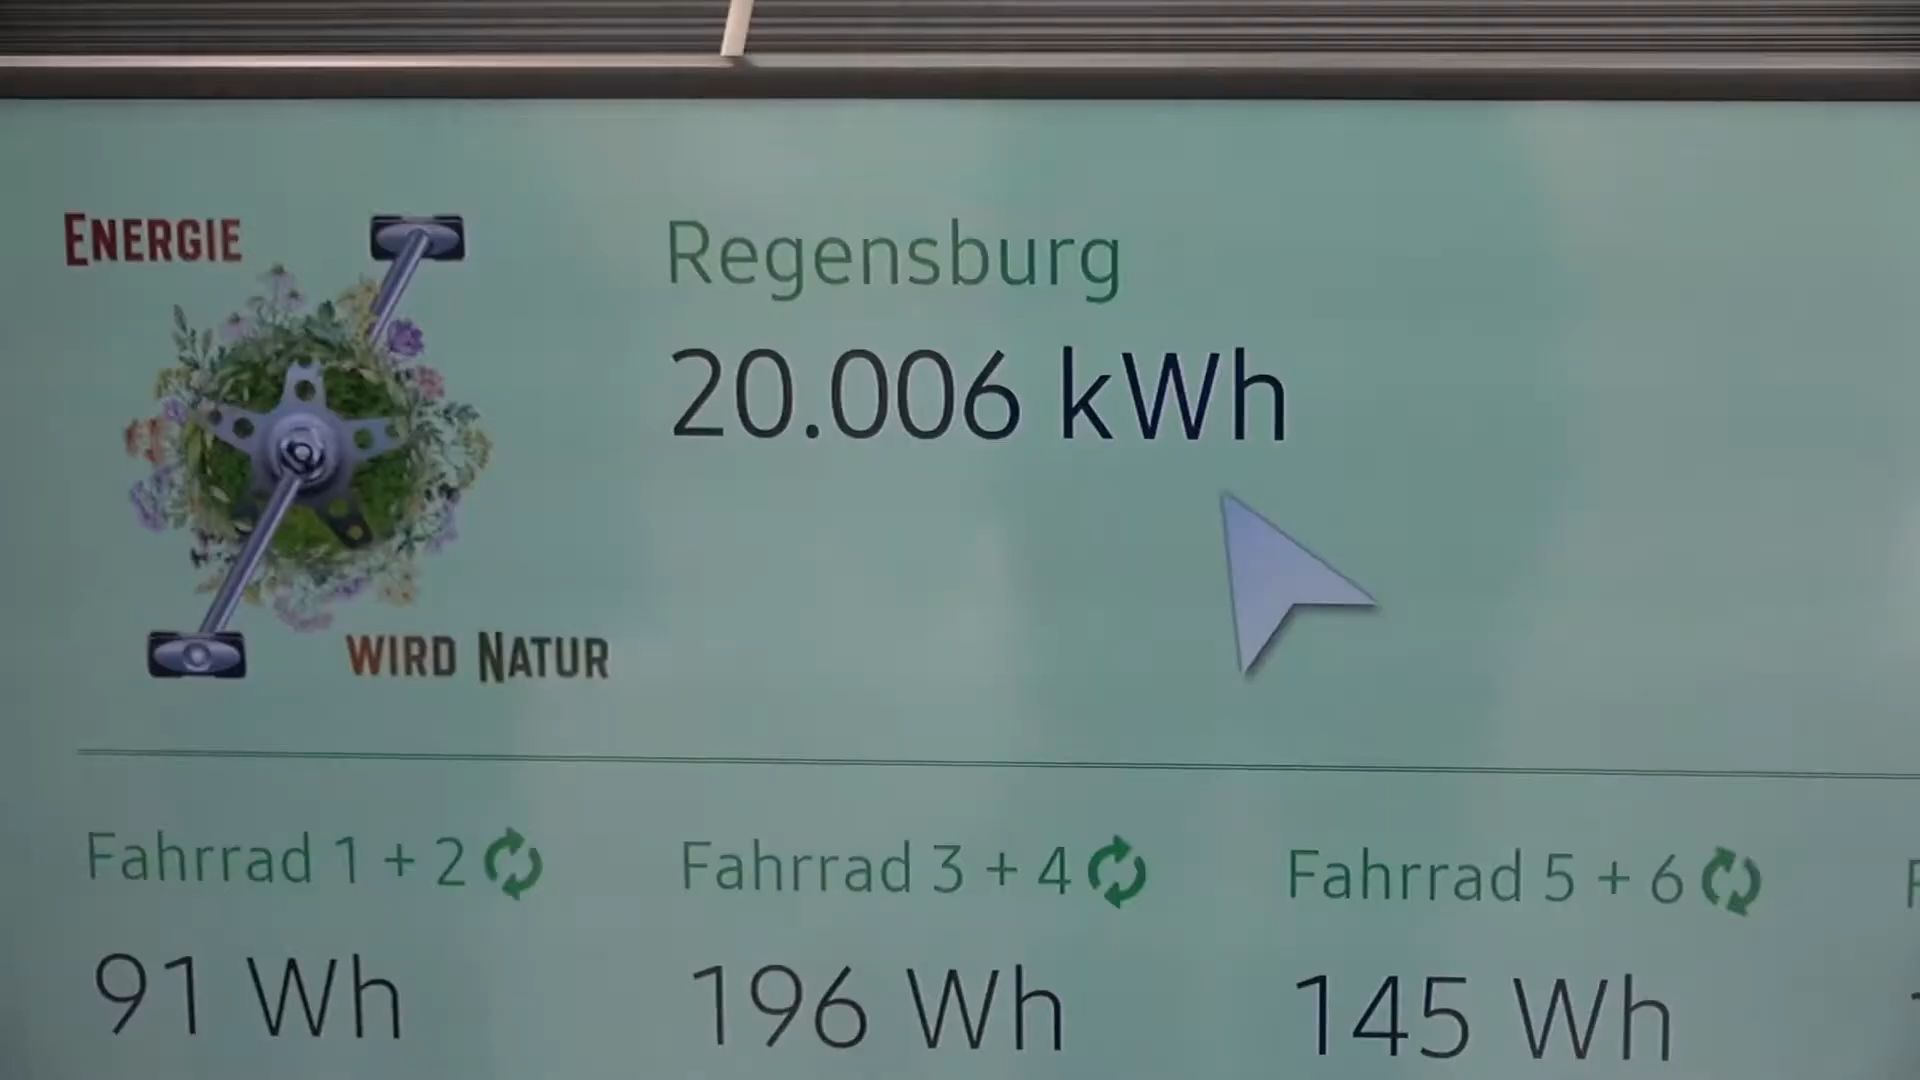 ENERGIE
WIRD NATUR
Regensburg
20.006 kWh
Fahrrad 1 + 2
Fahrrad 3 + 4
Fahrrad 5 + 6
91 Wh
196 Wh
145 Wh